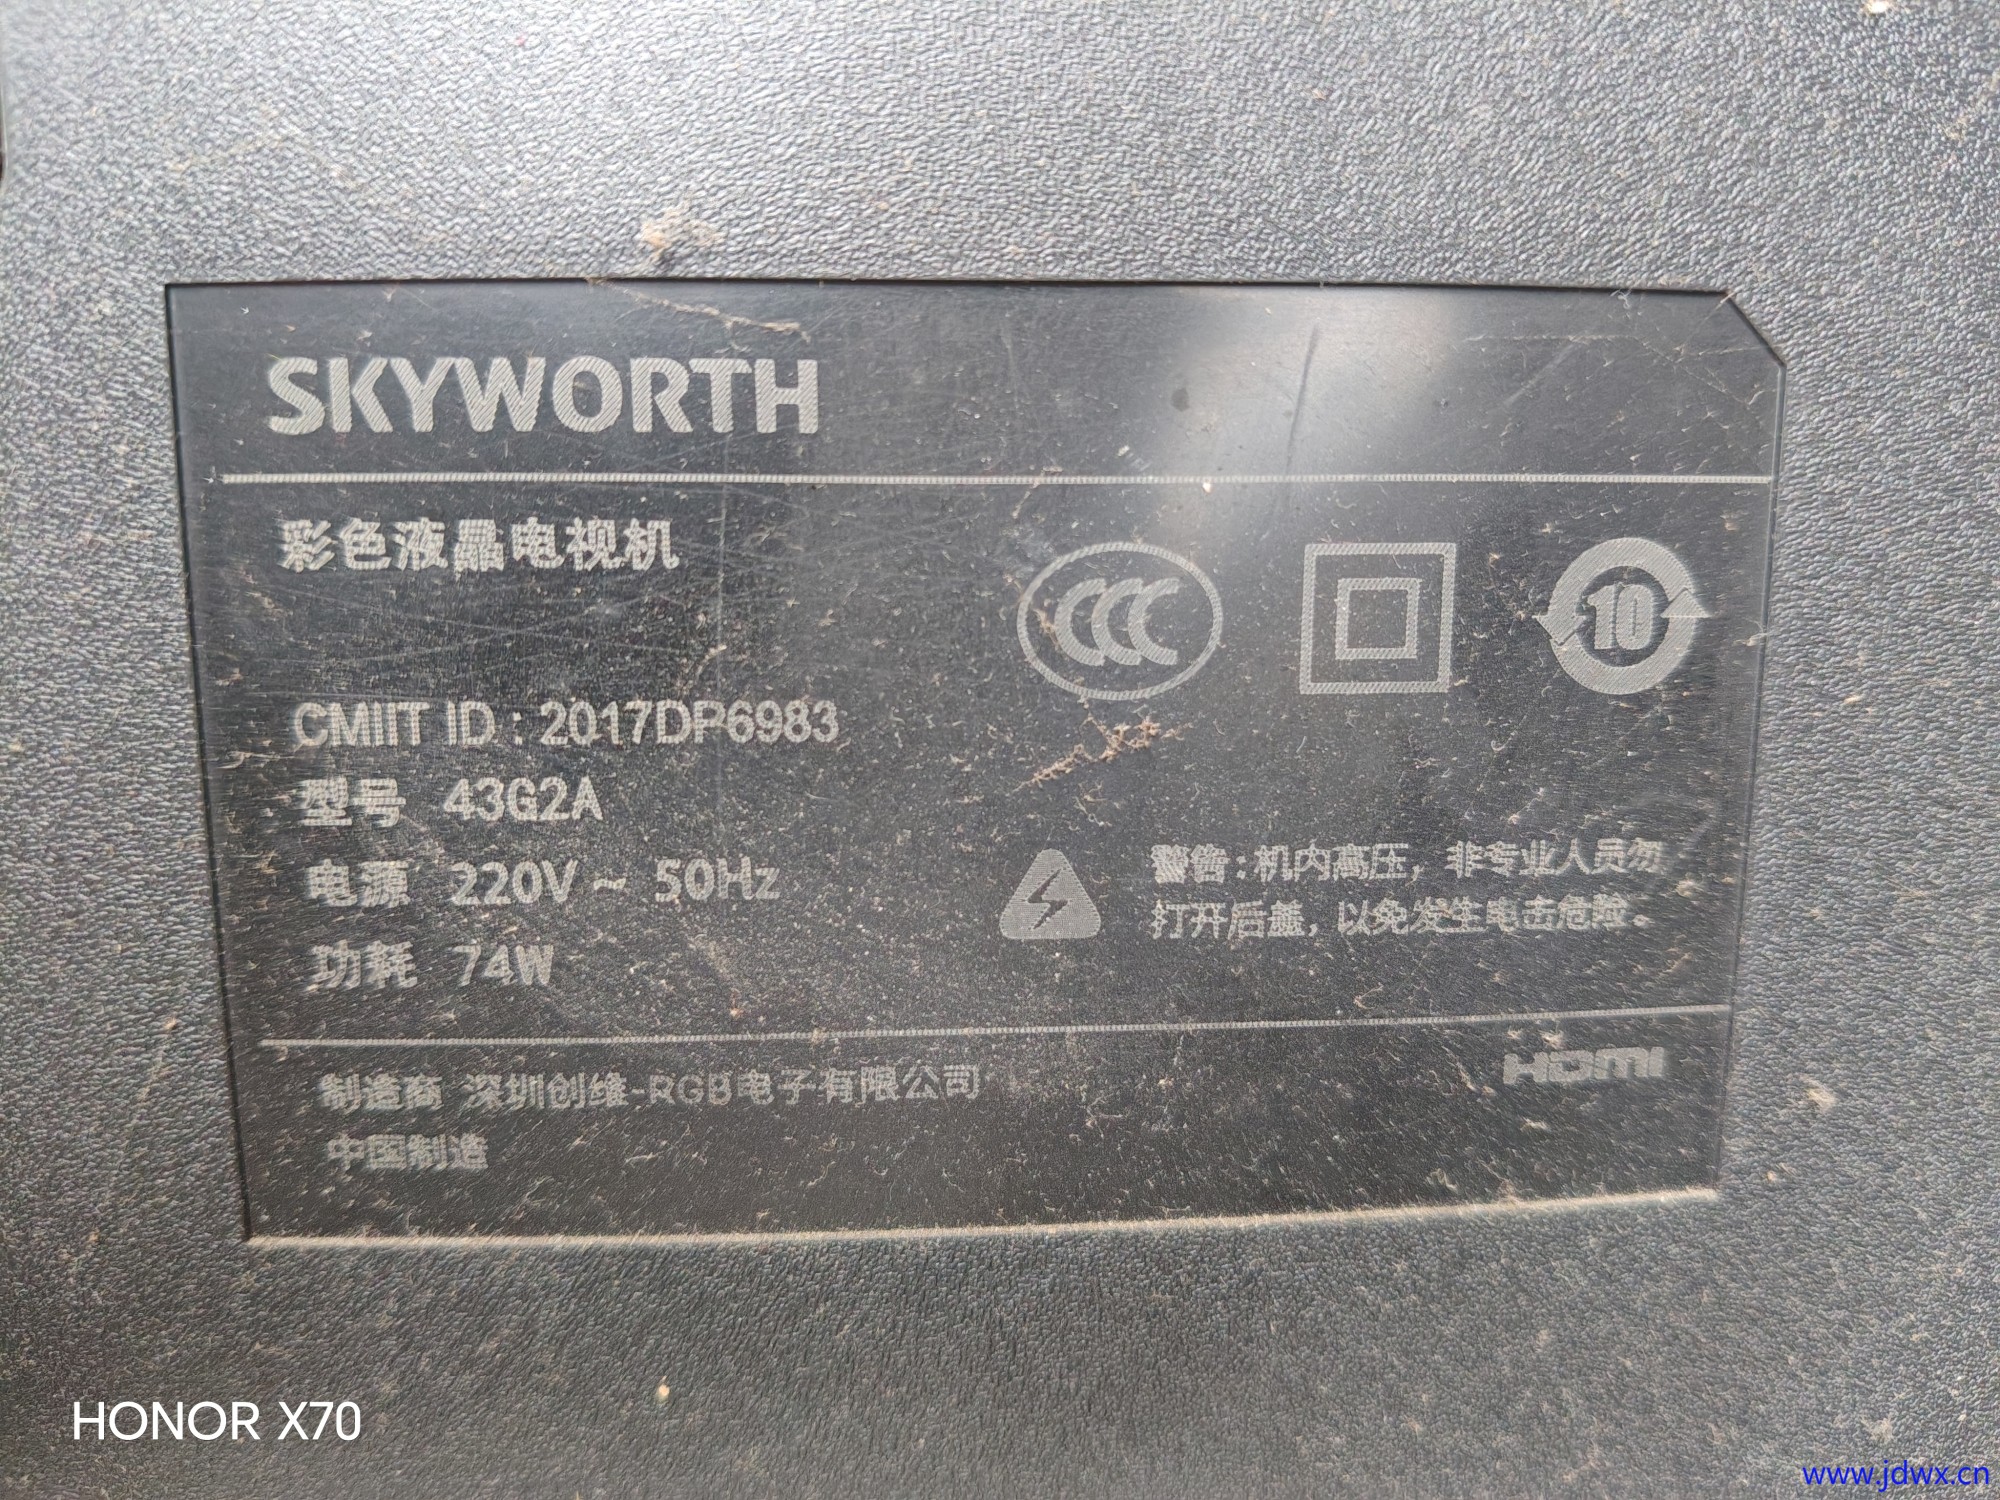 SKYWORTH
彩色液晶电视机
CCC
10
CMIIT ID : 2017DP6983
型号 43G2A
电源 220V ~ 50Hz
功耗 74W
警告:机内高压，非专业人员勿
打开后盖，以免发生电击危险。
制造商 深圳创维-RGB电子有限公司
中国制造
HDMI
HONOR X70
www.jdwx.cn